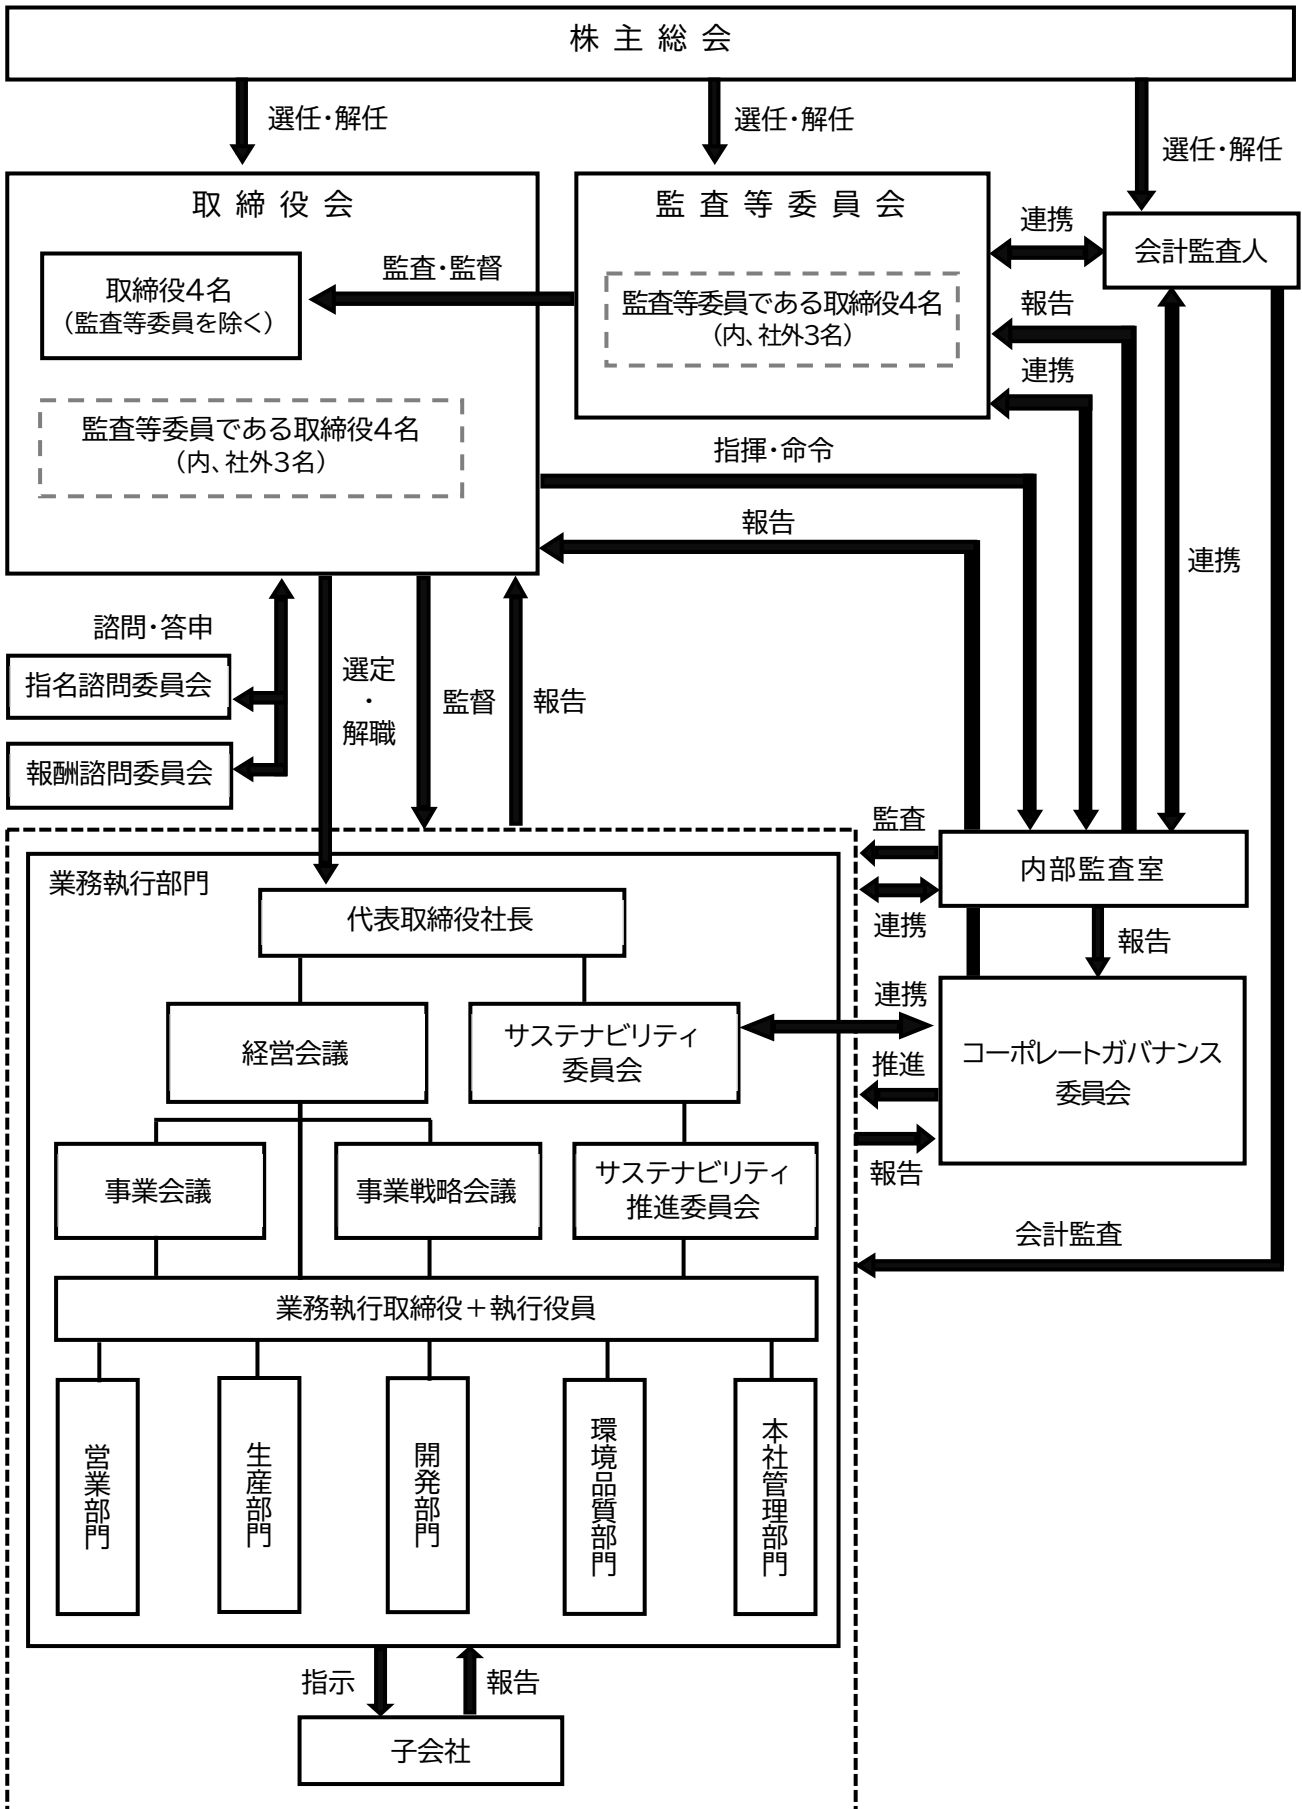 株主総会
選任・解任
選任・解任
選任・解任
取締役会
取締役4名
（監査等委員を除く）
監査等委員である取締役4名
（内、社外3名）
監査・監督
監査等委員会
監査等委員である取締役4名
（内、社外3名）
連携
会計監査人
報告
連携
指揮・命令
報告
連携
諮問・答申
指名諮問委員会
報酬諮問委員会
選定
・
解職
監督
報告
監査
内部監査室
連携
報告
業務執行部門
代表取締役社長
経営会議
サステナビリティ
委員会
連携
コーポレートガバナンス
委員会
推進
報告
事業会議
事業戦略会議
サステナビリティ
推進委員会
会計監査
業務執行取締役＋執行役員
営業部門
生産部門
開発部門
環境品質部門
本社管理部門
指示
報告
子会社